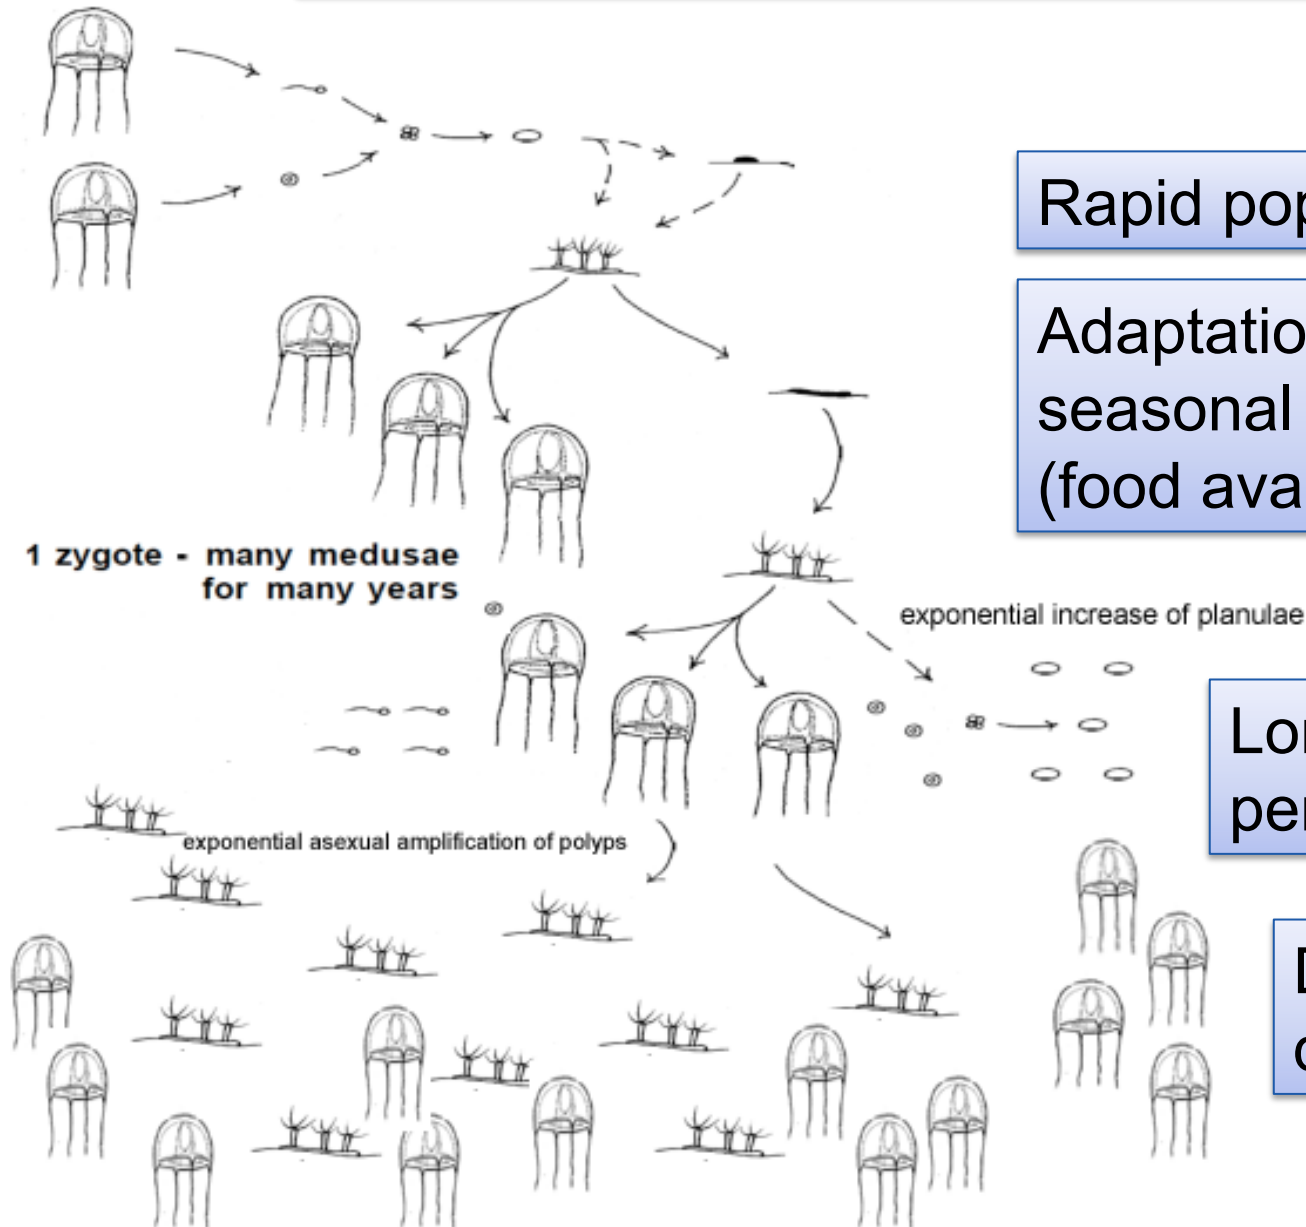 Rapid pop
Adaptatio
seasonal
(food ava
1 zygote - many medusae
for many years
exponential increase of planulae
Lo
per
exponential asexual amplification of polyps
D